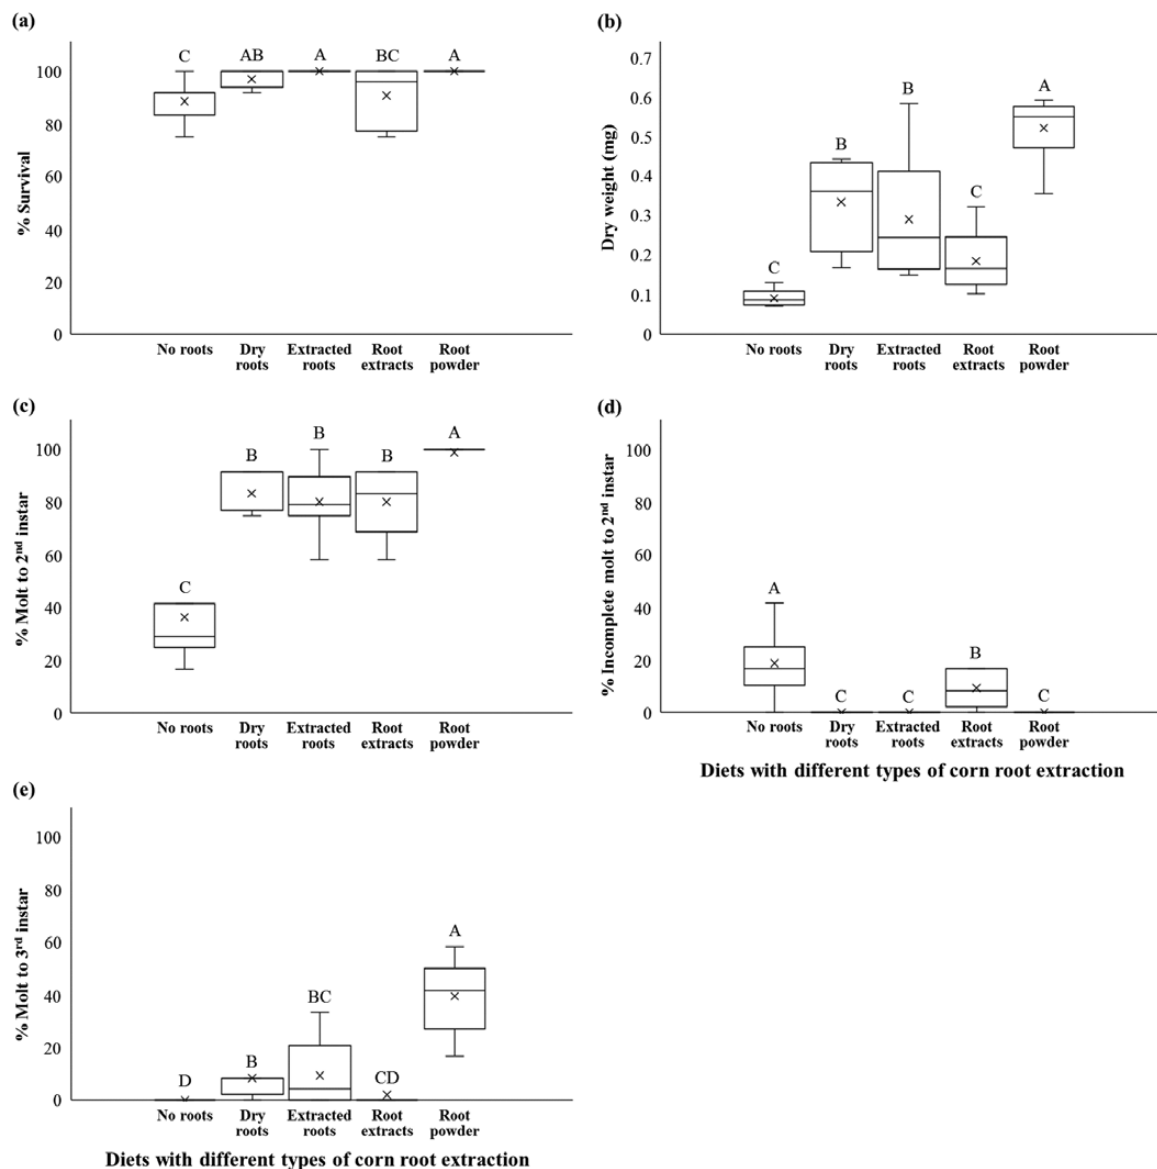 (a)
% Survival
100
80
60
40
20
0
C
AB
A
BC
A
No roots
Dry
roots
Extracted
roots
Root
extracts
Root
powder
(b)
Dry weight (mg)
0.7
0.6
0.5
0.4
0.3
0.2
0.1
0
C
B
B
C
A
No roots
Dry
roots
Extracted
roots
Root
extracts
Root
powder
(c)
% Molt to 2nd instar
100
80
60
40
20
0
C
B
B
B
A
No roots
Dry
roots
Extracted
roots
Root
extracts
Root
powder
(d)
% Incomplete molt to 2nd instar
100
80
60
40
20
0
A
C
C
B
C
No roots
Dry
roots
Extracted
roots
Root
extracts
Root
powder
Diets with different types of corn root extraction
(e)
% Molt to 3rd instar
100
80
60
40
20
0
D
B
BC
CD
A
No roots
Dry
roots
Extracted
roots
Root
extracts
Root
powder
Diets with different types of corn root extraction